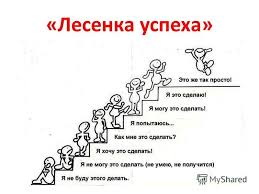 «Лесенка успеха»
Это же так просто!
Я это сделаю!
Я могу это сделать!
Я попытаюсь...
Как мне это сделать?
Я хочу это сделать!
Я не могу это сделать (не умею, не получится)
Я не буду этого делать.
MyShared